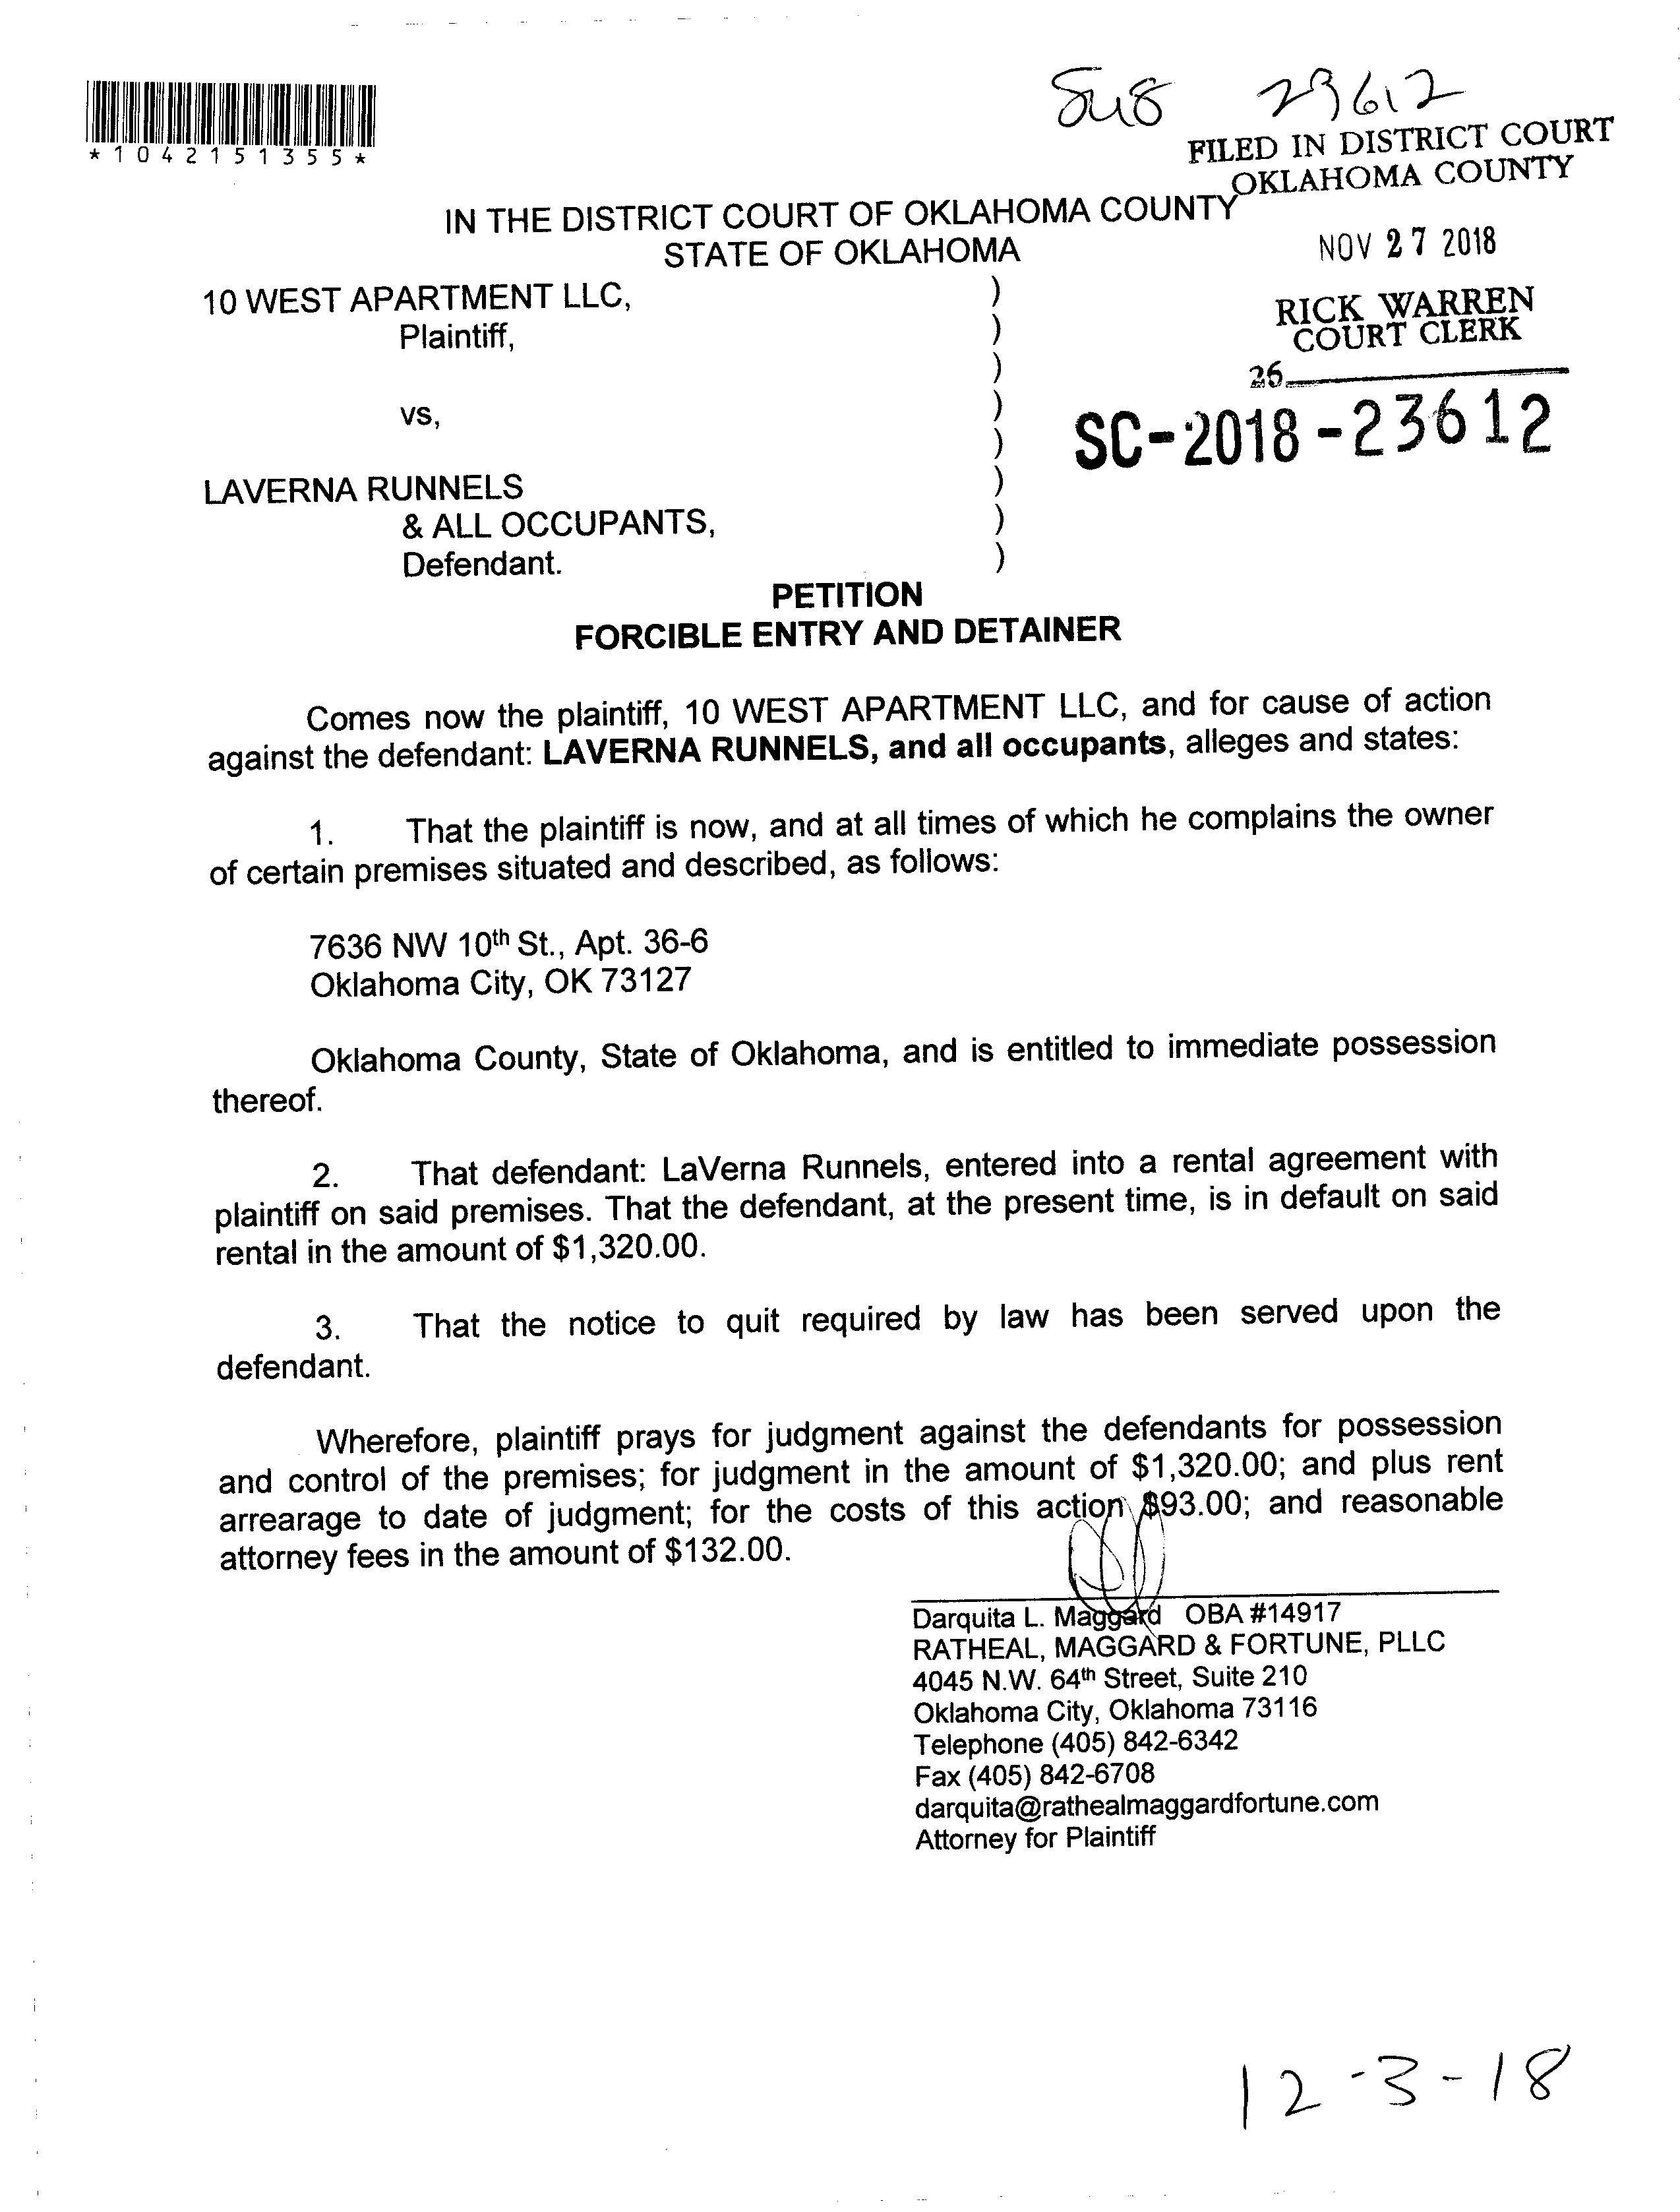 Su8 23612
*1042151355*
FILED IN DISTRICT COURT
OKLAHOMA COUNTY
IN THE DISTRICT COURT OF OKLAHOMA COUNTY
STATE OF OKLAHOMA
NOV 27 2018
10 WEST APARTMENT LLC, )
Plaintiff, )
)
RICK WARREN
COURT CLERK
26
vs, )
)
SC-2018-23612
LAVERNA RUNNELS )
& ALL OCCUPANTS, )
Defendant. )
PETITION
FORCIBLE ENTRY AND DETAINER
Comes now the plaintiff, 10 WEST APARTMENT LLC, and for cause of action
against the defendant: LAVERNA RUNNELS, and all occupants, alleges and states:
1. That the plaintiff is now, and at all times of which he complains the owner
of certain premises situated and described, as follows:
7636 NW 10th St., Apt. 36-6
Oklahoma City, OK 73127
Oklahoma County, State of Oklahoma, and is entitled to immediate possession
thereof.
2. That defendant: LaVerna Runnels, entered into a rental agreement with
plaintiff on said premises. That the defendant, at the present time, is in default on said
rental in the amount of $1,320.00.
3. That the notice to quit required by law has been served upon the
defendant.
Wherefore, plaintiff prays for judgment against the defendants for possession
and control of the premises; for judgment in the amount of $1,320.00; and plus rent
arrearage to date of judgment; for the costs of this action $93.00; and reasonable
attorney fees in the amount of $132.00.
Darquita L. Maggard OBA #14917
RATHEAL, MAGGARD & FORTUNE, PLLC
4045 N.W. 64th Street, Suite 210
Oklahoma City, Oklahoma 73116
Telephone (405) 842-6342
Fax (405) 842-6708
darquita@rathealmaggardfortune.com
Attorney for Plaintiff
12-3-18